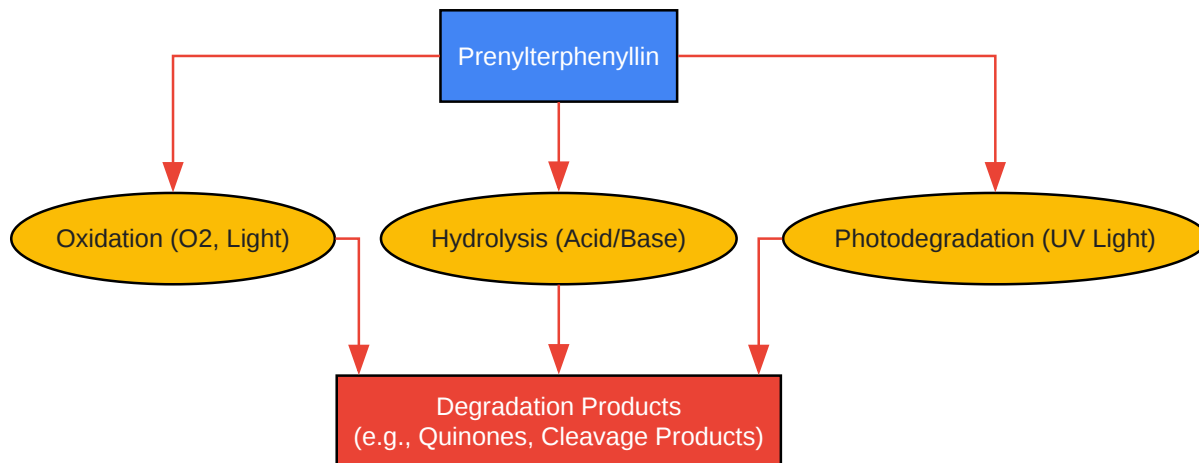 Prenylterphenyllin
Oxidation (O2, Light)
Hydrolysis (Acid/Base)
Photodegradation (UV Light)
Degradation Products
(e.g., Quinones, Cleavage Products)